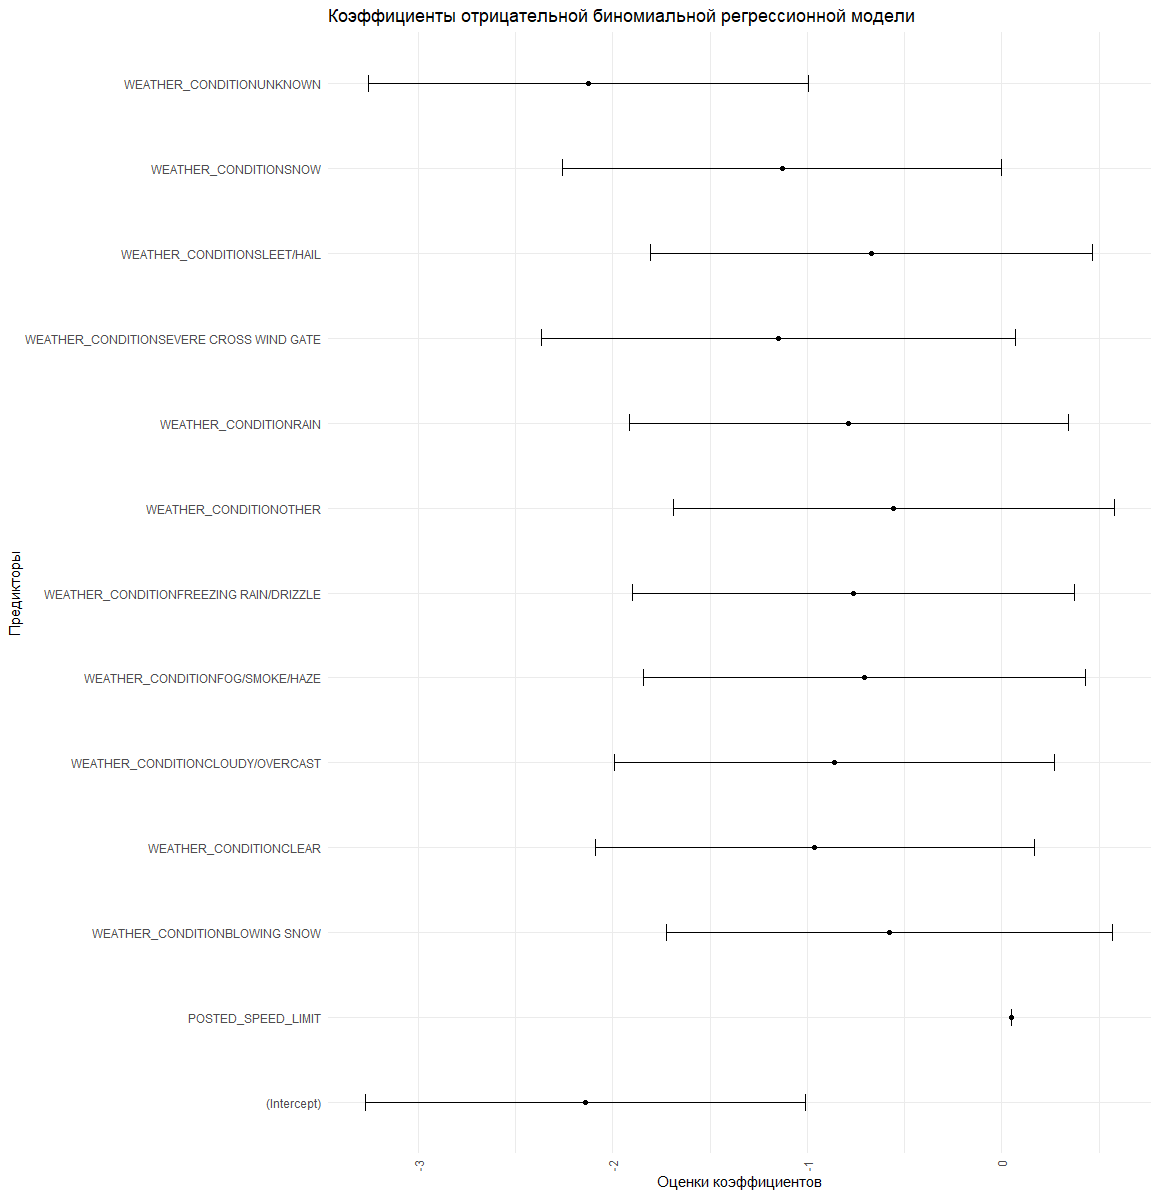 Коэффициенты отрицательной биномиальной регрессионной модели
WEATHER_CONDITIONUNKNOWN
WEATHER_CONDITIONSNOW
WEATHER_CONDITIONSLEET/HAIL
WEATHER_CONDITIONSEVERE CROSS WIND GATE
WEATHER_CONDITIONRAIN
WEATHER_CONDITIONOTHER
WEATHER_CONDITIONFREEZING RAIN/DRIZZLE
WEATHER_CONDITIONFOG/SMOKE/HAZE
WEATHER_CONDITIONCLOUDY/OVERCAST
WEATHER_CONDITIONCLEAR
WEATHER_CONDITIONBLOWING SNOW
POSTED_SPEED_LIMIT
(Intercept)
Предикторы
-3
-2
-1
0
Оценки коэффициентов